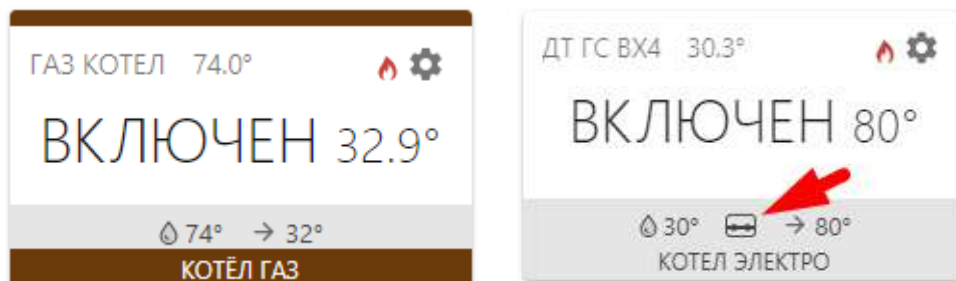 ГАЗ КОТЕЛ 74.0°
ВКЛЮЧЕН 32.9°
74° → 32°
КОТЁЛ ГАЗ
ДТ ГС ВХ4 30.3°
ВКЛЮЧЕН 80°
30° → 80°
КОТЕЛ ЭЛЕКТРО